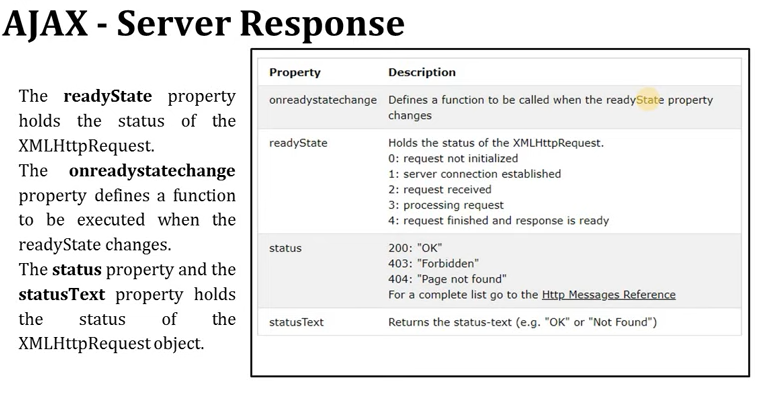 AJAX - Server Response
The readyState property
holds the status of the
XMLHttpRequest.
The onreadystatechange
property defines a function
to be executed when the
readyState changes.
The status property and the
statusText property holds
the status of the
XMLHttpRequest object.
Property Description
onreadystatechange Defines a function to be called when the readyState property
changes
readyState Holds the status of the XMLHttpRequest.
0: request not initialized
1: server connection established
2: request received
3: processing request
4: request finished and response is ready
status 200: "OK"
403: "Forbidden"
404: "Page not found"
For a complete list go to the Http Messages Reference
statusText Returns the status-text (e.g. "OK" or "Not Found")